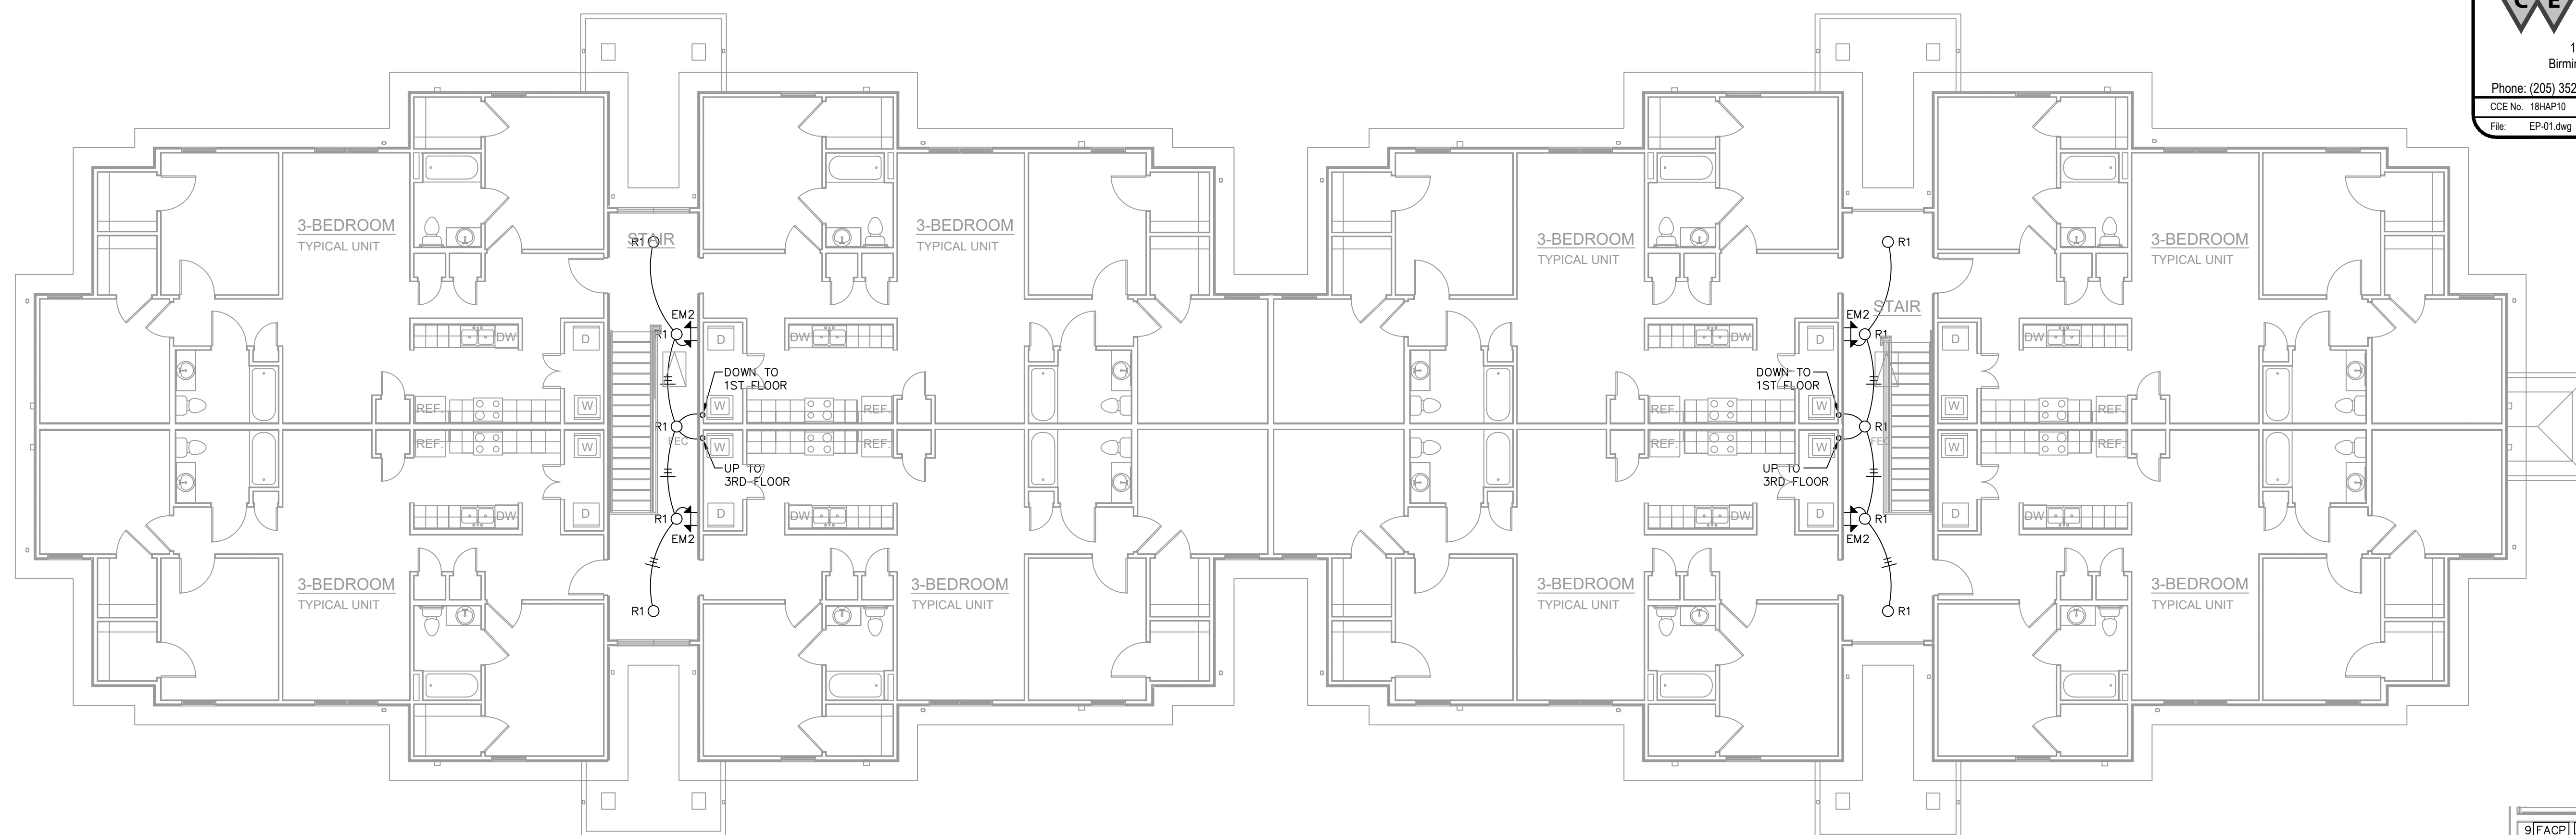 C E
1
Birmin
Phone: (205) 352
CCE No. 18HAP10
File: EP-01.dwg
3-BEDROOM
TYPICAL UNIT
STAIR
R1
3-BEDROOM
TYPICAL UNIT
3-BEDROOM
TYPICAL UNIT
R1
3-BEDROOM
TYPICAL UNIT
STAIR
EM2
R1
DW
D
D
DW
EM2
R1
DW
D
D
DW
DOWN TO
1ST FLOOR
DOWN TO
1ST FLOOR
REF.
W
W
REF.
REF.
W
W
REF.
R1
FEC
R1
FEC
REF.
W
W
REF.
REF.
W
W
REF.
UP TO
3RD FLOOR
UP TO
3RD FLOOR
DW
D
R1
EM2
D
DW
DW
D
R1
EM2
D
DW
3-BEDROOM
TYPICAL UNIT
R1
3-BEDROOM
TYPICAL UNIT
3-BEDROOM
TYPICAL UNIT
R1
3-BEDROOM
TYPICAL UNIT
9 FACP